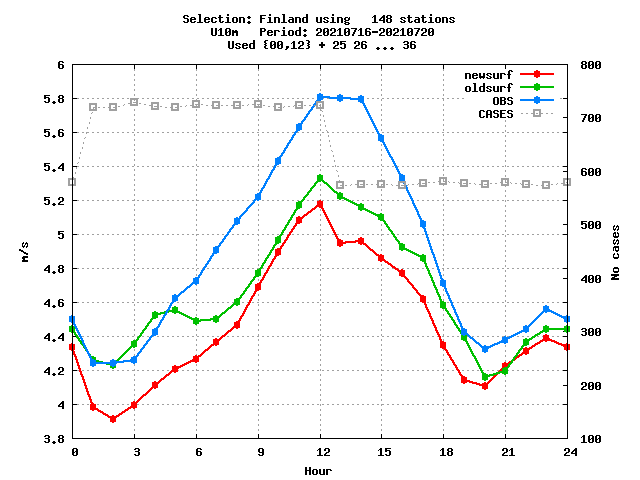 Selection: Finland using   148 stations
U10m   Period: 20210716-20210720
Used {00,12} + 25 26 ... 36
newsurf
oldsurf
OBS
CASES
6
5.8
5.6
5.4
5.2
5
4.8
4.6
4.4
4.2
4
3.8
m/s
800
700
600
500
400
300
200
100
No cases
0 3 6 9 12 15 18 21 24
Hour